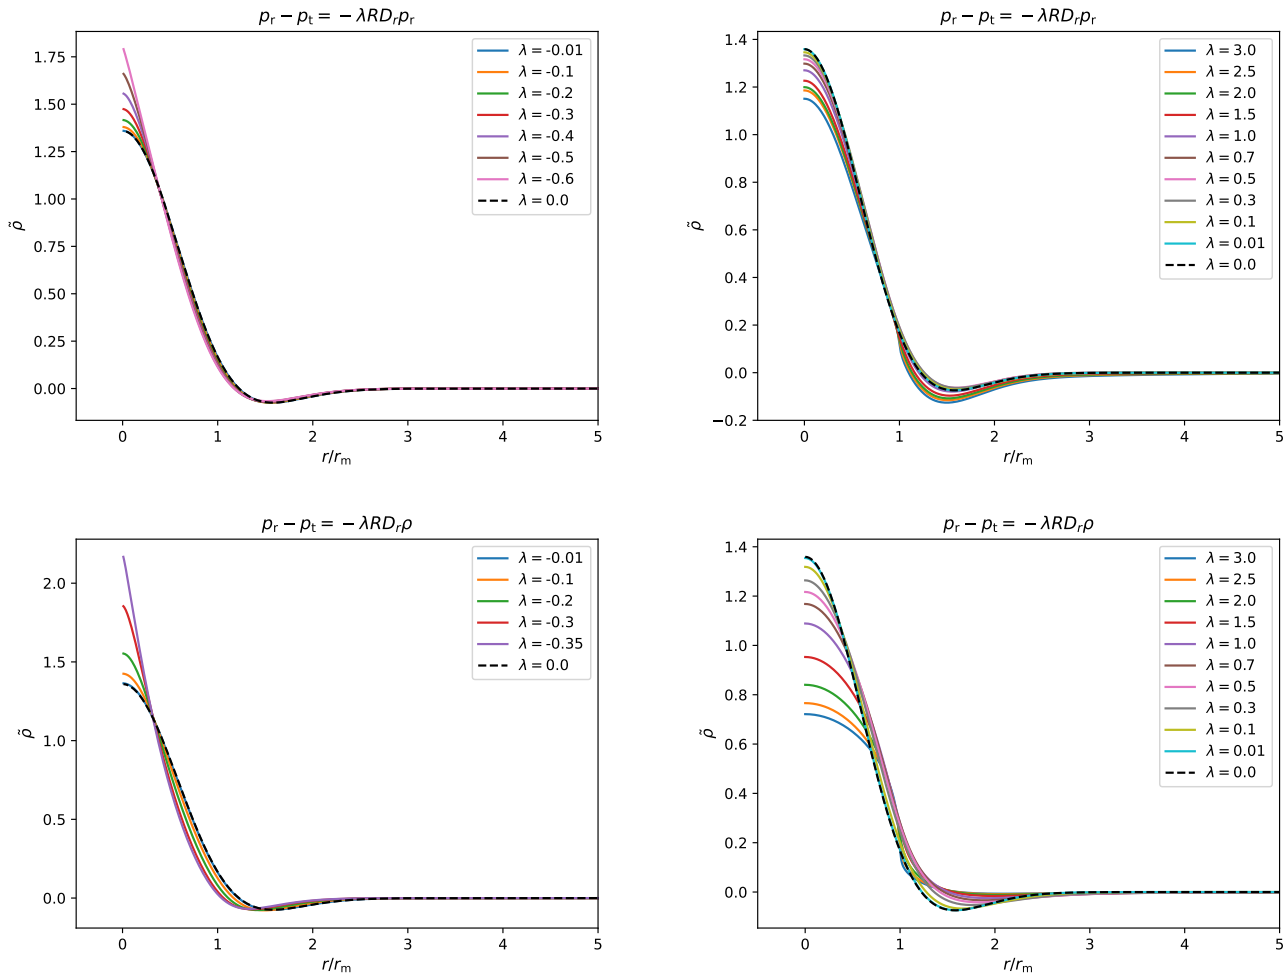 p_r − p_t = −λRD_r p_r
1.75
1.50
1.25
1.00
0.75
0.50
0.25
0.00
ρ̃
λ = -0.01
λ = -0.1
λ = -0.2
λ = -0.3
λ = -0.4
λ = -0.5
λ = -0.6
λ = 0.0
0 1 2 3 4 5
r/r_m
p_r − p_t = −λRD_r p_r
1.4
1.2
1.0
0.8
0.6
0.4
0.2
0.0
−0.2
ρ̃
λ = 3.0
λ = 2.5
λ = 2.0
λ = 1.5
λ = 1.0
λ = 0.7
λ = 0.5
λ = 0.3
λ = 0.1
λ = 0.01
λ = 0.0
0 1 2 3 4 5
r/r_m
p_r − p_t = −λRD_r ρ
2.0
1.5
1.0
0.5
0.0
ρ̃
λ = -0.01
λ = -0.1
λ = -0.2
λ = -0.3
λ = -0.35
λ = 0.0
0 1 2 3 4 5
r/r_m
p_r − p_t = −λRD_r ρ
1.4
1.2
1.0
0.8
0.6
0.4
0.2
0.0
ρ̃
λ = 3.0
λ = 2.5
λ = 2.0
λ = 1.5
λ = 1.0
λ = 0.7
λ = 0.5
λ = 0.3
λ = 0.1
λ = 0.01
λ = 0.0
0 1 2 3 4 5
r/r_m